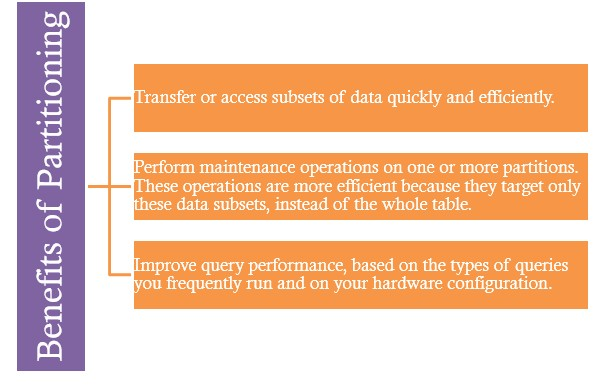 Benefits of Partitioning
Transfer or access subsets of data quickly and efficiently.
Perform maintenance operations on one or more partitions.
These operations are more efficient because they target only
these data subsets, instead of the whole table.
Improve query performance, based on the types of queries
you frequently run and on your hardware configuration.